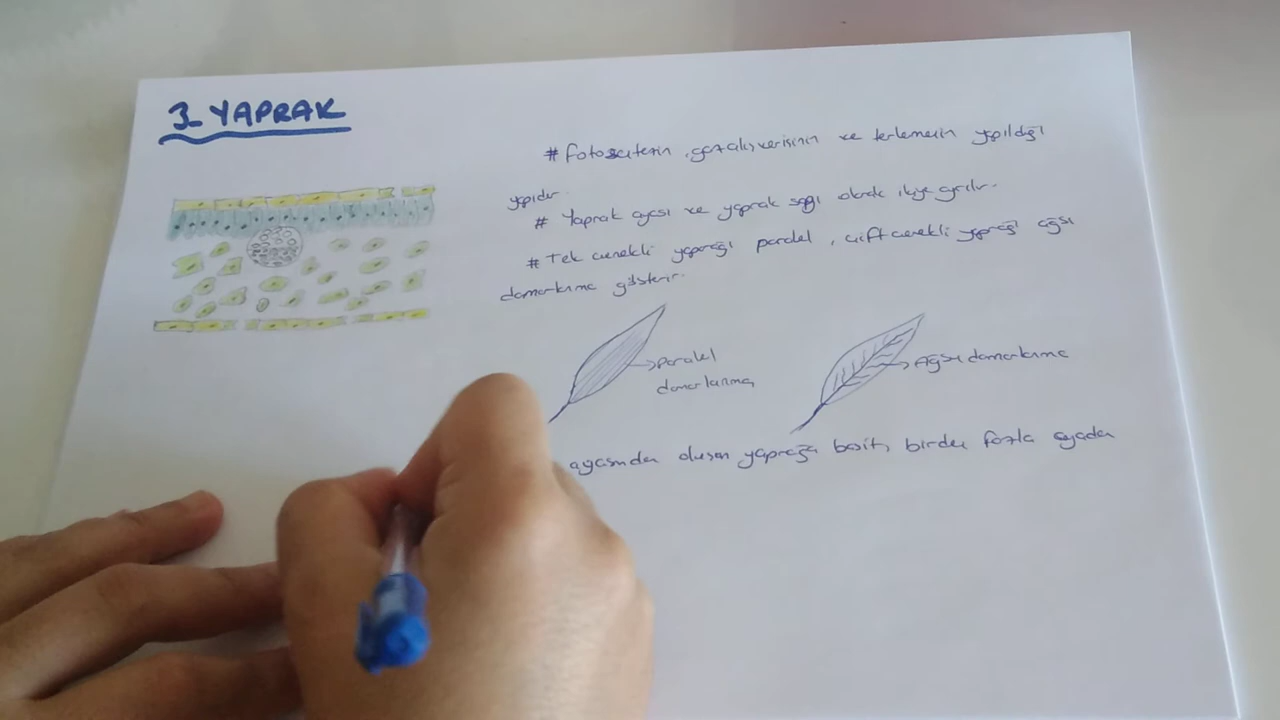 3- YAPRAK
# Fotosentezin, gaz alışverişinin ve terlemenin yapıldığı
yapıdır.
# Yaprak ayası ve yaprak sapı olarak ikiye ayrılır.
# Tek çenekli yaprağı paralel, çift çenekli yaprağı ağsı
damarlanma gösterir.
Paralel
damarlanma
Ağsı damarlanma
ayasından oluşan yaprağa basit, birden fazla ayadan